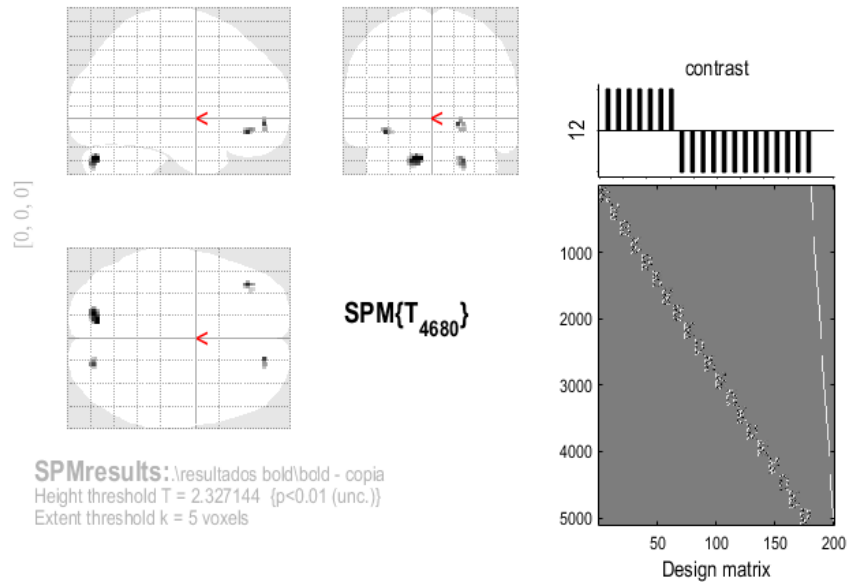 contrast
12
[0, 0, 0]
<
<
<
SPM{T4680}
1000
2000
3000
4000
5000
50
100
150
200
Design matrix
SPMresults: .\resultados bold\bold - copia
Height threshold T = 2.327144 {p<0.01 (unc.)}
Extent threshold k = 5 voxels